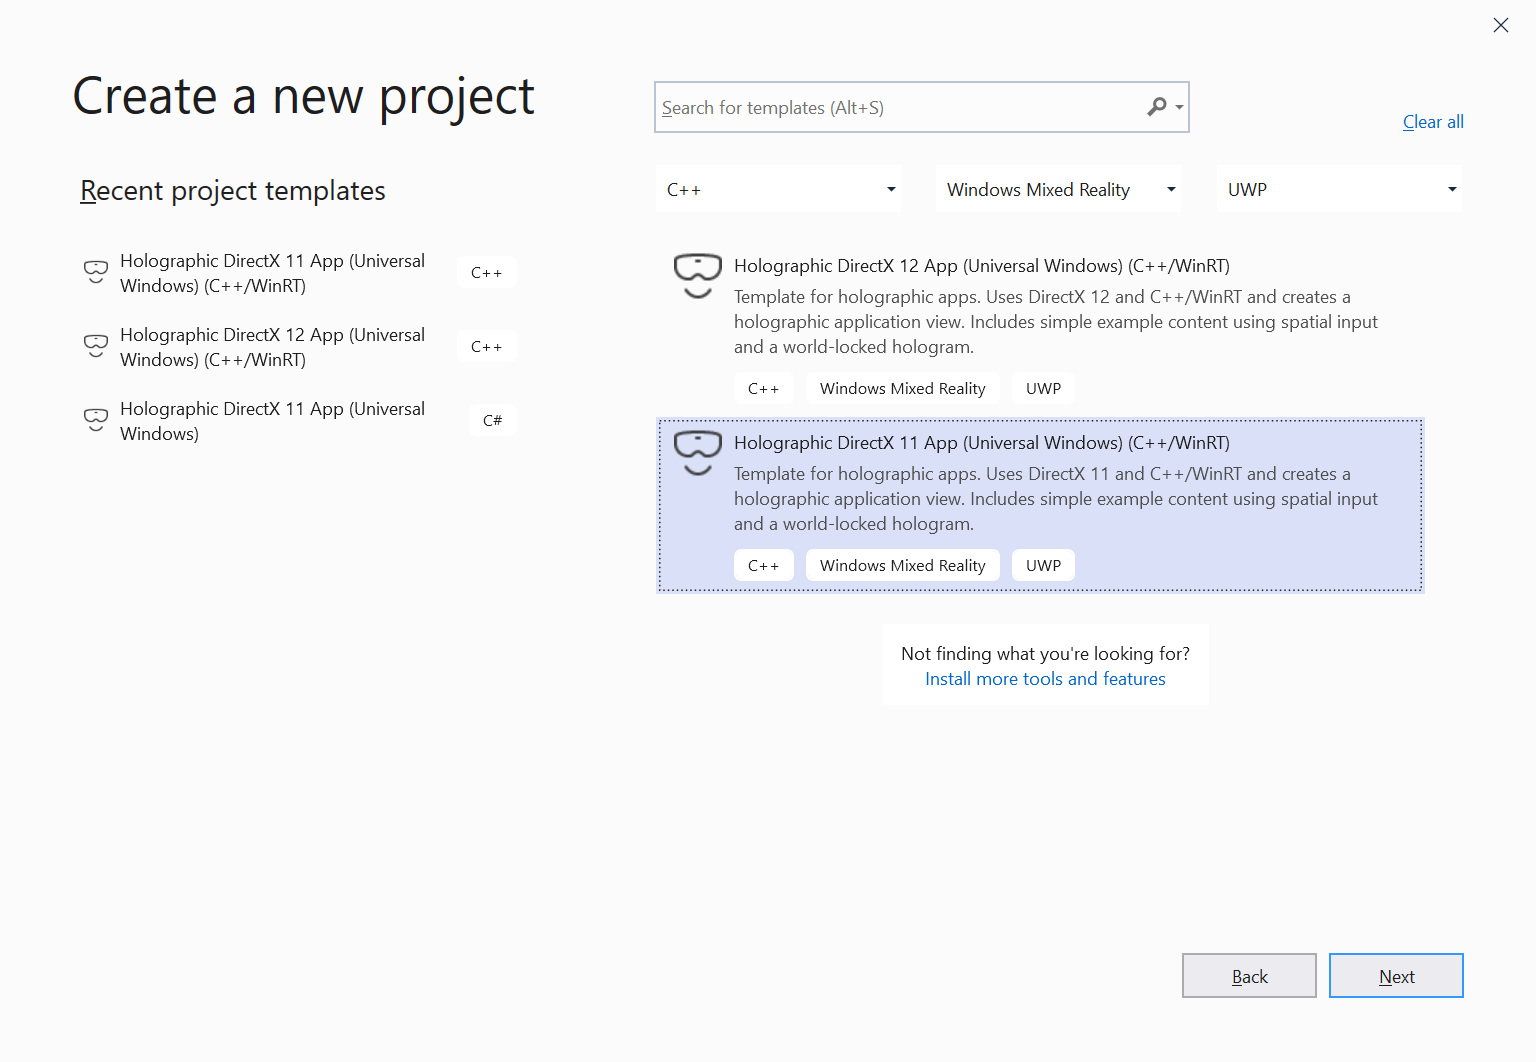 Create a new project
Search for templates (Alt+S)
Clear all
Recent project templates
C++
Windows Mixed Reality
UWP
Holographic DirectX 11 App (Universal
Windows) (C++/WinRT)
C++
Holographic DirectX 12 App (Universal
Windows) (C++/WinRT)
C++
Holographic DirectX 11 App (Universal
Windows)
C#
Holographic DirectX 12 App (Universal Windows) (C++/WinRT)
Template for holographic apps. Uses DirectX 12 and C++/WinRT and creates a
holographic application view. Includes simple example content using spatial input
and a world-locked hologram.
C++
Windows Mixed Reality
UWP
Holographic DirectX 11 App (Universal Windows) (C++/WinRT)
Template for holographic apps. Uses DirectX 11 and C++/WinRT and creates a
holographic application view. Includes simple example content using spatial input
and a world-locked hologram.
C++
Windows Mixed Reality
UWP
Not finding what you're looking for?
Install more tools and features
Back
Next